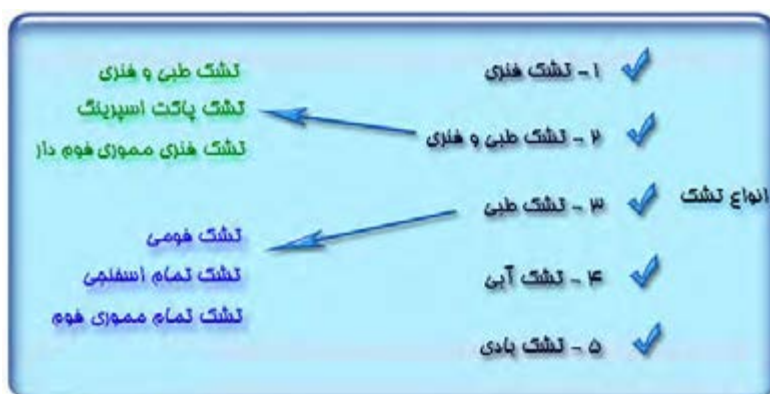 انواع تشک
۱ - تشک فنری
۲ - تشک طبی و فنری
۳ - تشک طبی
۴ - تشک آبی
۵ - تشک بادی
تشک طبی و فنری
تشک پاکت اسپرینگ
تشک فنری مموری فوم دار
تشک فومی
تشک تمام اسفنجی
تشک تمام مموری فوم